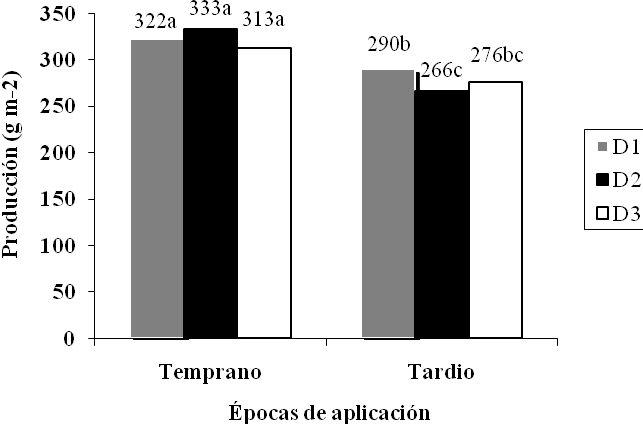 350
300
250
200
150
100
50
0
Producción (g m-2)
322a 333a 313a
290b 266c 276bc
D1
D2
D3
Temprano Tardio
Épocas de aplicación